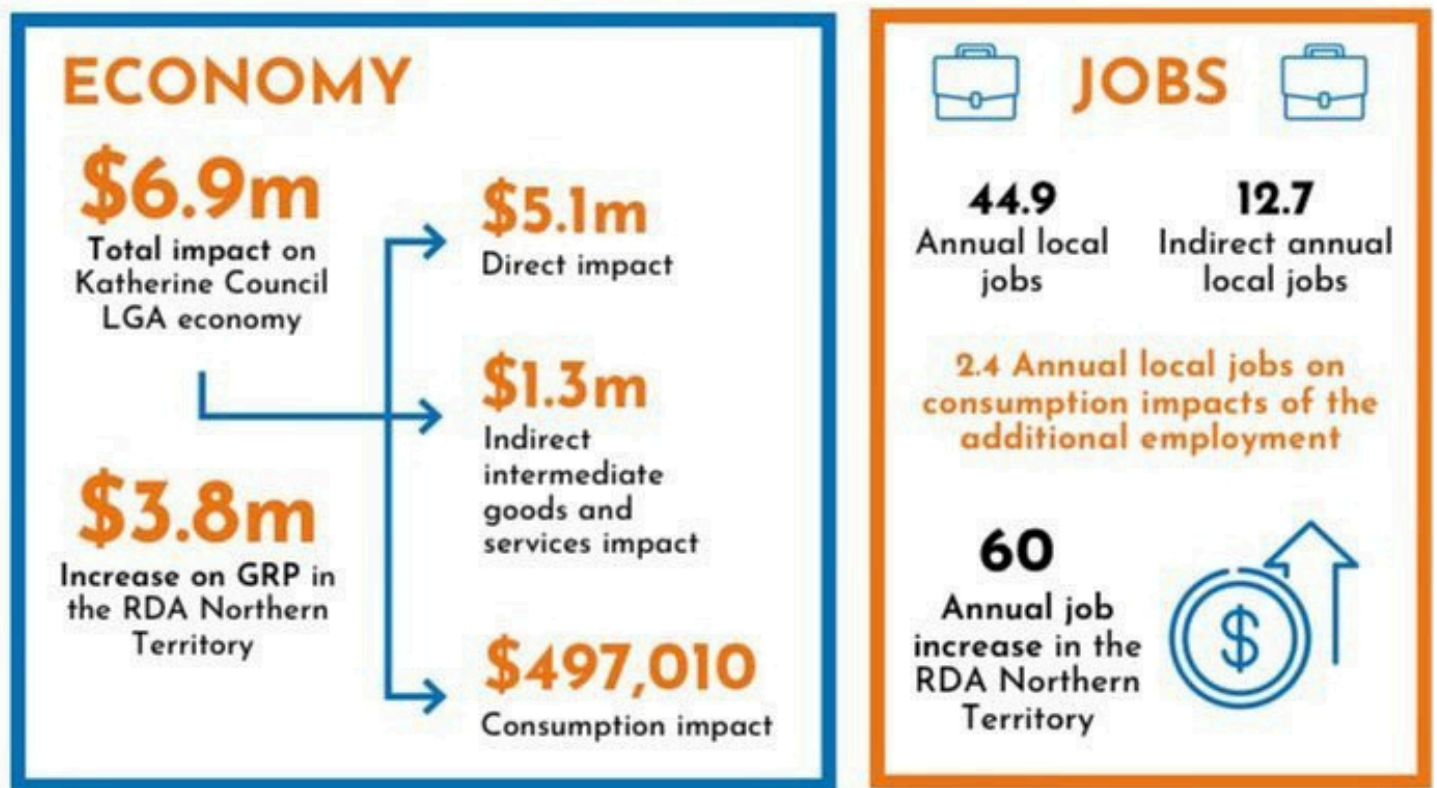 ECONOMY
$6.9m
Total impact on
Katherine Council
LGA economy
$3.8m
Increase on GRP in
the RDA Northern
Territory
$5.1m
Direct impact
$1.3m
Indirect
intermediate
goods and
services impact
$497,010
Consumption impact
JOBS
44.9
Annual local
jobs
12.7
Indirect annual
local jobs
2.4 Annual local jobs on
consumption impacts of the
additional employment
60
Annual job
increase in the
RDA Northern
Territory
$